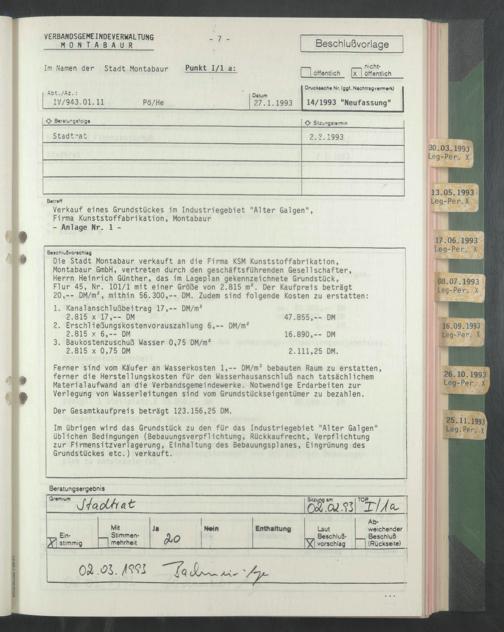 VERBANDSGEMEINDEVERWALTUNG
MONTABAUR
- 7 -
Beschlußvorlage
Im Namen der Stadt Montabaur Punkt I/1 a:
öffentlich
X nicht-öffentlich
Abt./Az.:
IV/943.01.11 Pö/He
Datum
27.1.1993
Drucksache Nr. (ggf. Nachtragsvermerk)
14/1993 "Neufassung"
Beratungsfolge
Sitzungstermin
Stadtrat
2.2.1993
Betreff
Verkauf eines Grundstückes im Industriegebiet "Alter Galgen",
Firma Kunststoffabrikation, Montabaur
- Anlage Nr. 1 -
Beschlußvorschlag
Die Stadt Montabaur verkauft an die Firma KSM Kunststoffabrikation,
Montabaur GmbH, vertreten durch den geschäftsführenden Gesellschafter,
Herrn Heinrich Günther, das im Lageplan gekennzeichnete Grundstück,
Flur 45, Nr. 101/1 mit einer Größe von 2.815 m². Der Kaufpreis beträgt
20,-- DM/m², mithin 56.300,-- DM. Zudem sind folgende Kosten zu erstatten:
1. Kanalanschlußbeitrag 17,-- DM/m²
2.815 x 17,-- DM 47.855,-- DM
2. Erschließungskostenvorauszahlung 6,-- DM/m²
2.815 x 6,-- DM 16.890,-- DM
3. Baukostenzuschuß Wasser 0,75 DM/m²
2.815 x 0,75 DM 2.111,25 DM.
Ferner sind vom Käufer an Wasserkosten 1,-- DM/m³ bebauten Raum zu erstatten,
ferner die Herstellungskosten für den Wasserhausanschluß nach tatsächlichem
Materialaufwand an die Verbandsgemeindewerke. Notwendige Erdarbeiten zur
Verlegung von Wasserleitungen sind vom Grundstückseigentümer zu bezahlen.
Der Gesamtkaufpreis beträgt 123.156,25 DM.
Im übrigen wird das Grundstück zu den für das Industriegebiet "Alter Galgen"
üblichen Bedingungen (Bebauungsverpflichtung, Rückkaufrecht, Verpflichtung
zur Firmensitzverlagerung, Einhaltung des Bebauungsplanes, Eingrünung des
Grundstückes etc.) verkauft.
Beratungsergebnis
Gremium
Stadtrat
Sitzung am
02.02.93
TOP
I/1a
X Ein-stimmig
Mit Stimmen-mehrheit
Ja
20
Nein
Enthaltung
X Laut Beschluß-vorschlag
Ab-weichender Beschluß (Rückseite)
02.03.1993
...
30.03.1993
Leg-Per. X
13.05.1993
Leg-Per. X
17.06.1993
Leg-Per. X
08.07.1993
Leg-Per. X
16.09.1993
Leg-Per. X
26.10.1993
Leg-Per. X
25.11.1993
Leg.Per. X